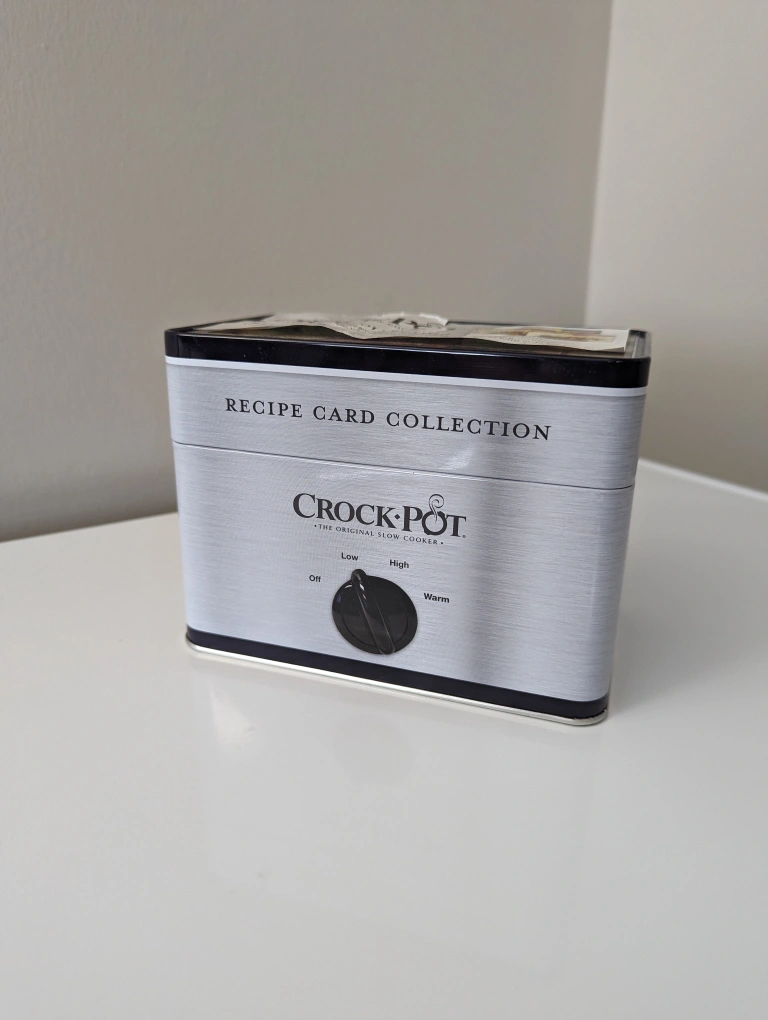 RECIPE CARD COLLECTION
CROCK·POT®
·THE ORIGINAL SLOW COOKER·
Low High
Off Warm